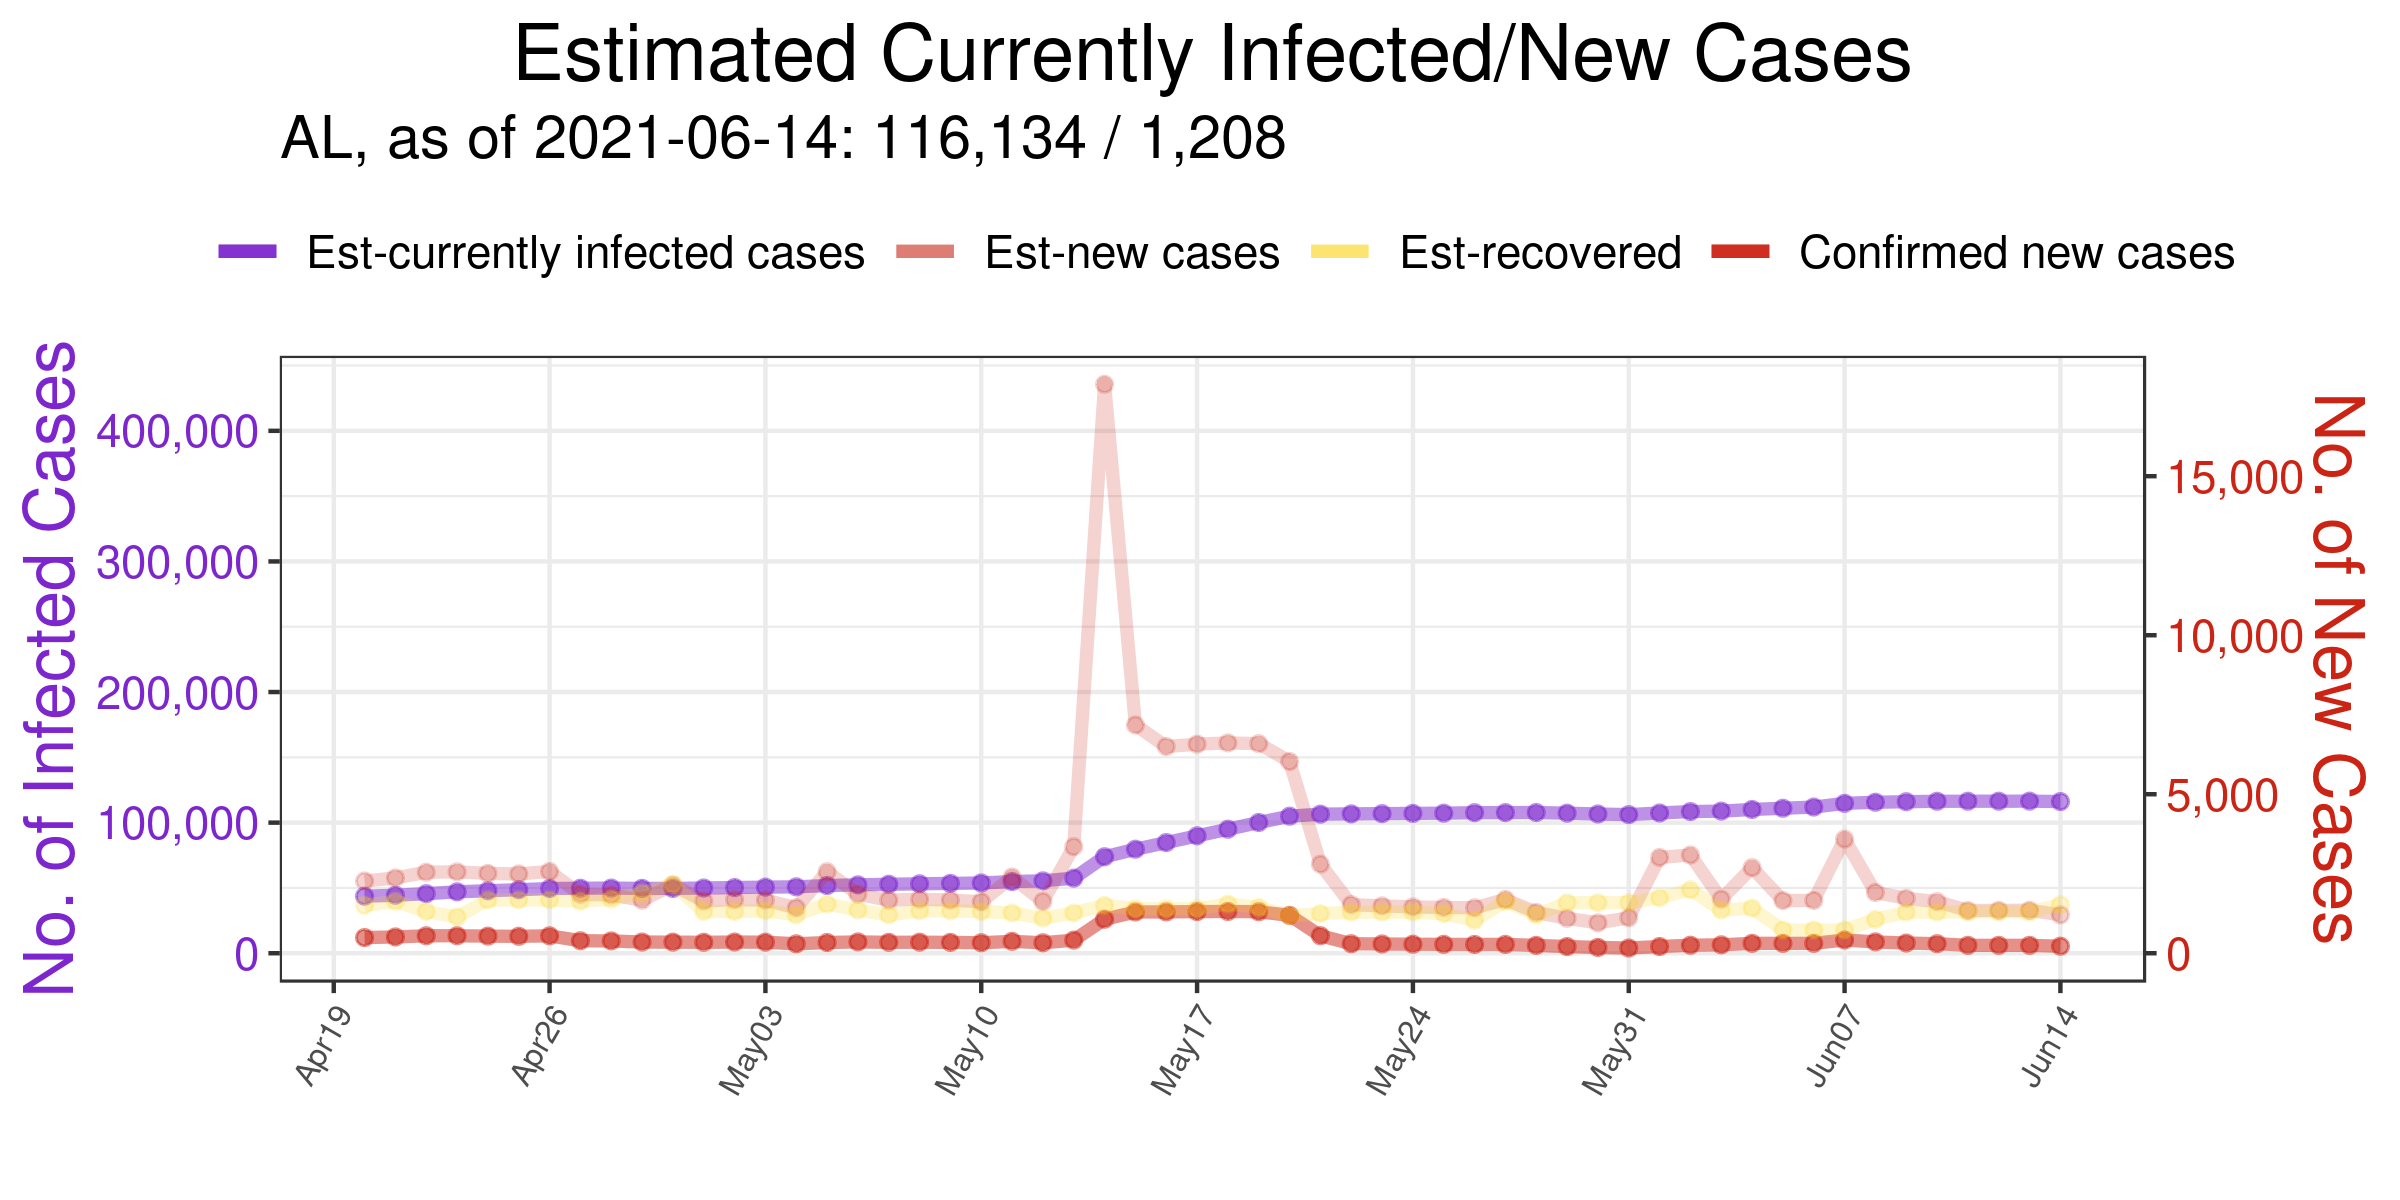 Estimated Currently Infected/New Cases
AL, as of 2021-06-14: 116,134 / 1,208
Est-currently infected cases Est-new cases Est-recovered Confirmed new cases
No. of Infected Cases
400,000
300,000
200,000
100,000
0
15,000
10,000
5,000
0
No. of New Cases
Apr19 Apr26 May03 May10 May17 May24 May31 Jun07 Jun14